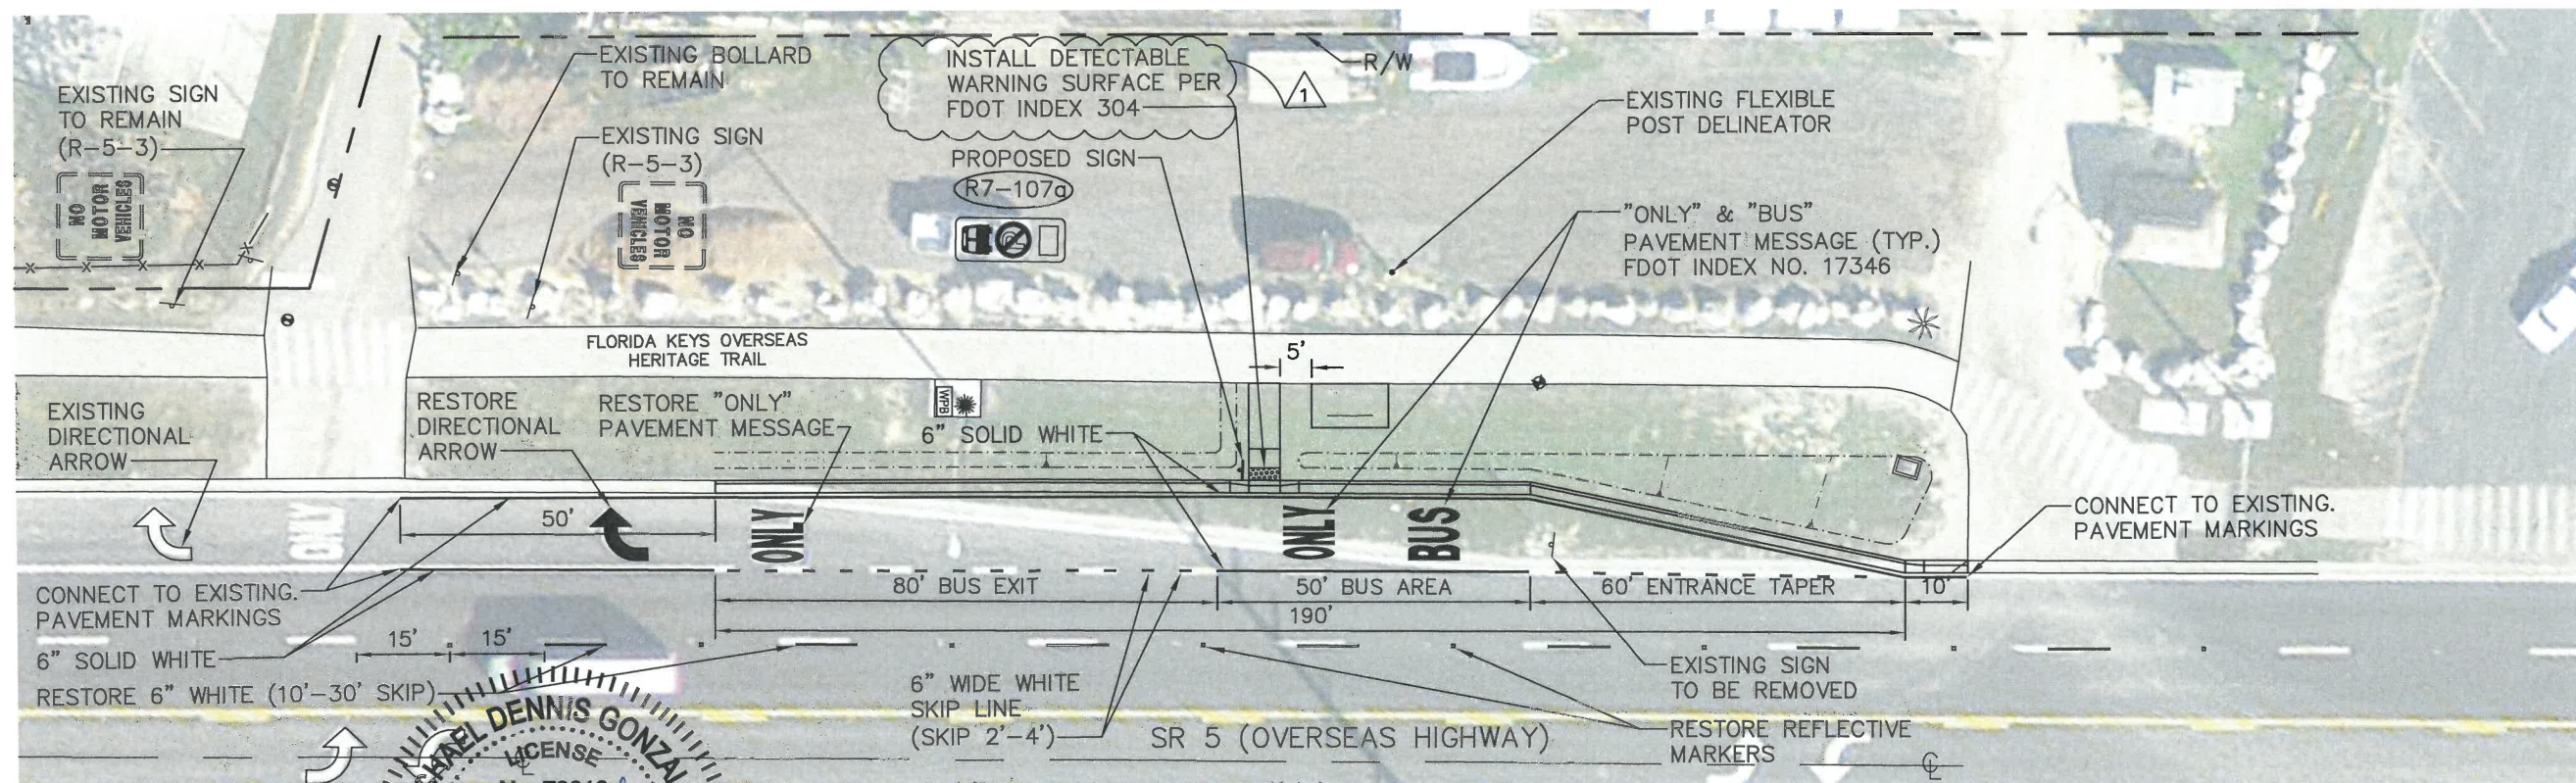 EXISTING SIGN
TO REMAIN
(R-5-3)
NO
MOTOR
VEHICLES
EXISTING BOLLARD
TO REMAIN
EXISTING SIGN
(R-5-3)
NO
MOTOR
VEHICLES
INSTALL DETECTABLE
WARNING SURFACE PER
FDOT INDEX 304
1
R/W
PROPOSED SIGN
R7-107a
EXISTING FLEXIBLE
POST DELINEATOR
"ONLY" & "BUS"
PAVEMENT MESSAGE (TYP.)
FDOT INDEX NO. 17346
FLORIDA KEYS OVERSEAS
HERITAGE TRAIL
5'
WPB
EXISTING
DIRECTIONAL
ARROW
RESTORE
DIRECTIONAL
ARROW
RESTORE "ONLY"
PAVEMENT MESSAGE
6" SOLID WHITE
ONLY
50'
ONLY
ONLY
BUS
CONNECT TO EXISTING.
PAVEMENT MARKINGS
CONNECT TO EXISTING.
PAVEMENT MARKINGS
80' BUS EXIT
50' BUS AREA
60' ENTRANCE TAPER
10'
190'
15'
15'
6" SOLID WHITE
RESTORE 6" WHITE (10'-30' SKIP)
6" WIDE WHITE
SKIP LINE
(SKIP 2'-4')
SR 5 (OVERSEAS HIGHWAY)
EXISTING SIGN
TO BE REMOVED
RESTORE REFLECTIVE
MARKERS
DENNIS
LICENSE